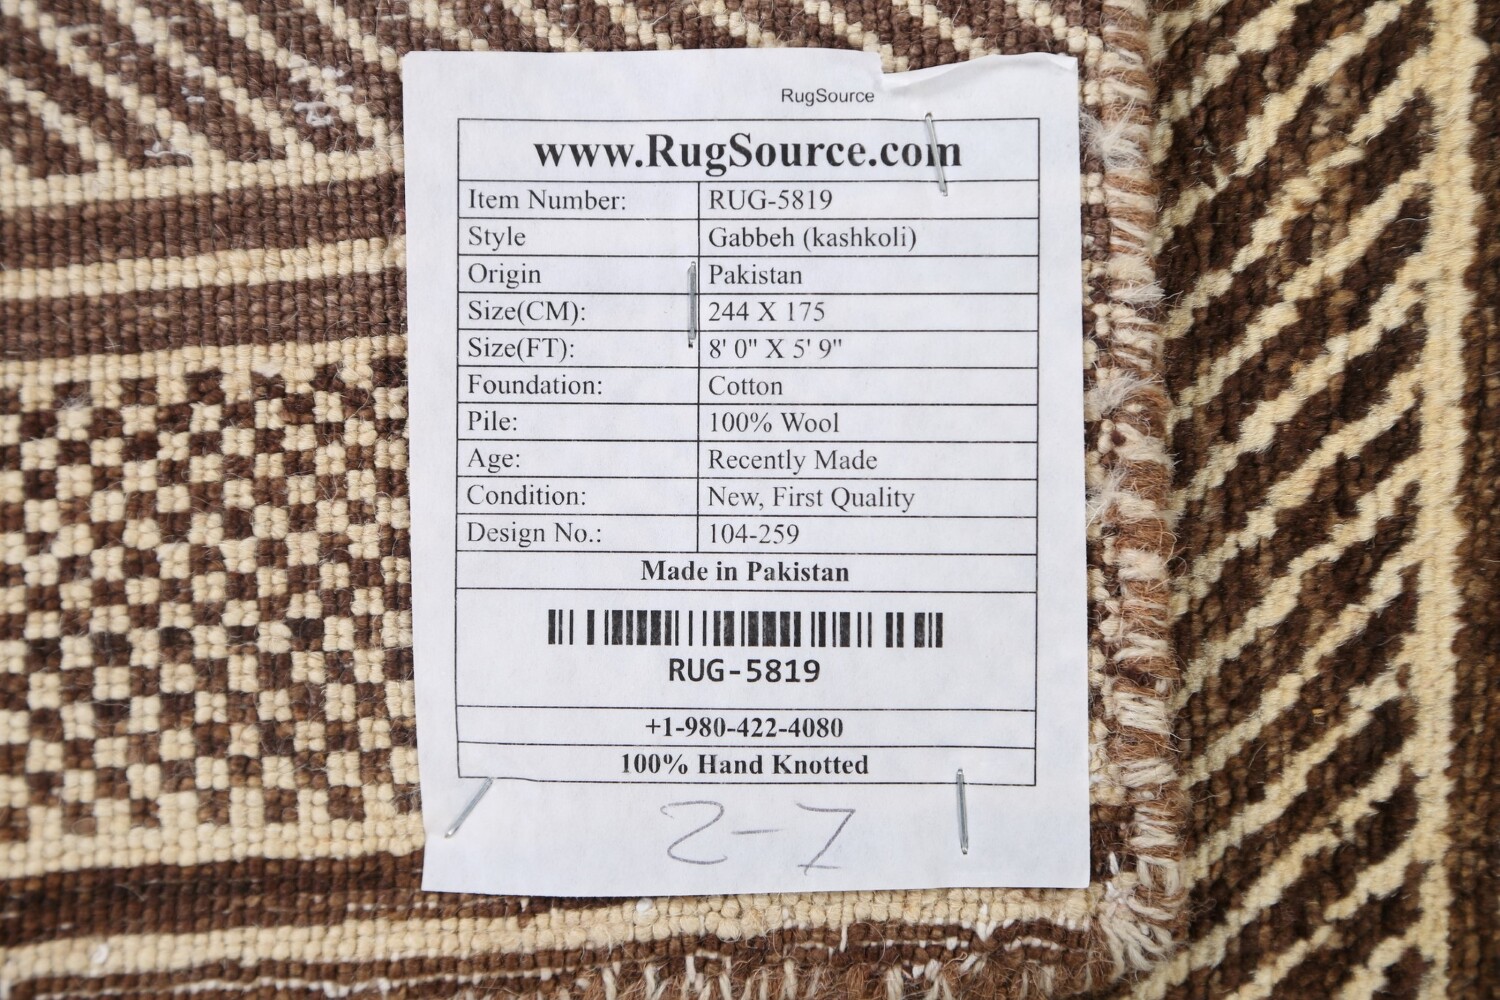 RugSource
www.RugSource.com
Item Number: RUG-5819
Style Gabbeh (kashkoli)
Origin Pakistan
Size(CM): 244 X 175
Size(FT): 8' 0" X 5' 9"
Foundation: Cotton
Pile: 100% Wool
Age: Recently Made
Condition: New, First Quality
Design No.: 104-259
Made in Pakistan
RUG-5819
+1-980-422-4080
100% Hand Knotted
2-7